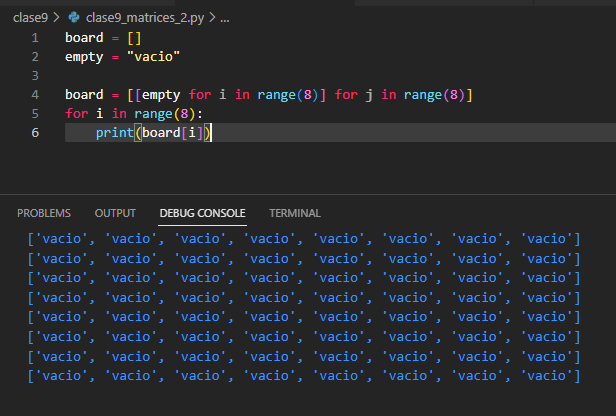 clase9 > clase9_matrices_2.py > ...
1 board = []
2 empty = "vacio"
3
4 board = [[empty for i in range(8)] for j in range(8)]
5 for i in range(8):
6     print(board[i])
PROBLEMS OUTPUT DEBUG CONSOLE TERMINAL
['vacio', 'vacio', 'vacio', 'vacio', 'vacio', 'vacio', 'vacio', 'vacio']
['vacio', 'vacio', 'vacio', 'vacio', 'vacio', 'vacio', 'vacio', 'vacio']
['vacio', 'vacio', 'vacio', 'vacio', 'vacio', 'vacio', 'vacio', 'vacio']
['vacio', 'vacio', 'vacio', 'vacio', 'vacio', 'vacio', 'vacio', 'vacio']
['vacio', 'vacio', 'vacio', 'vacio', 'vacio', 'vacio', 'vacio', 'vacio']
['vacio', 'vacio', 'vacio', 'vacio', 'vacio', 'vacio', 'vacio', 'vacio']
['vacio', 'vacio', 'vacio', 'vacio', 'vacio', 'vacio', 'vacio', 'vacio']
['vacio', 'vacio', 'vacio', 'vacio', 'vacio', 'vacio', 'vacio', 'vacio']